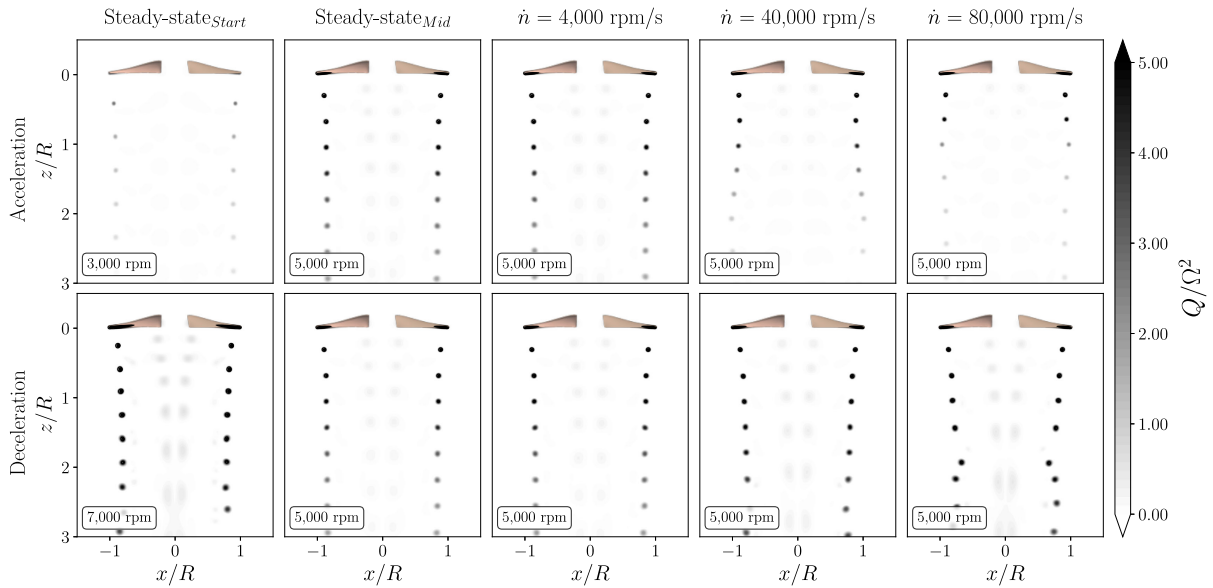 Steady-state_Start Steady-state_Mid ṅ = 4,000 rpm/s ṅ = 40,000 rpm/s ṅ = 80,000 rpm/s
Acceleration
z/R
0
1
2
3
3,000 rpm 5,000 rpm 5,000 rpm 5,000 rpm 5,000 rpm
Deceleration
z/R
0
1
2
3
7,000 rpm 5,000 rpm 5,000 rpm 5,000 rpm 5,000 rpm
−1 0 1 −1 0 1 −1 0 1 −1 0 1 −1 0 1
x/R x/R x/R x/R x/R
5.00
4.00
3.00
2.00
1.00
0.00
Q/Ω²